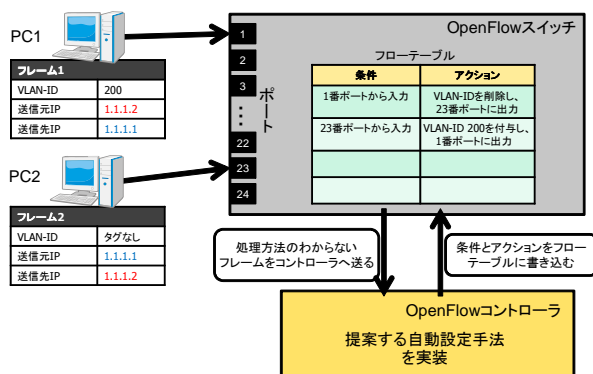 PC1
フレーム1
VLAN-ID 200
送信元IP 1.1.1.2
送信先IP 1.1.1.1
PC2
フレーム2
VLAN-ID タグなし
送信元IP 1.1.1.1
送信先IP 1.1.1.2
OpenFlowスイッチ
1
2
3
⋮
22
23
24
ポート
フローテーブル
条件 アクション
1番ポートから入力 VLAN-IDを削除し、
23番ポートに出力
23番ポートから入力 VLAN-ID 200を付与し、
1番ポートに出力
処理方法のわからない
フレームをコントローラへ送る
条件とアクションをフロー
テーブルに書き込む
OpenFlowコントローラ
提案する自動設定手法
を実装